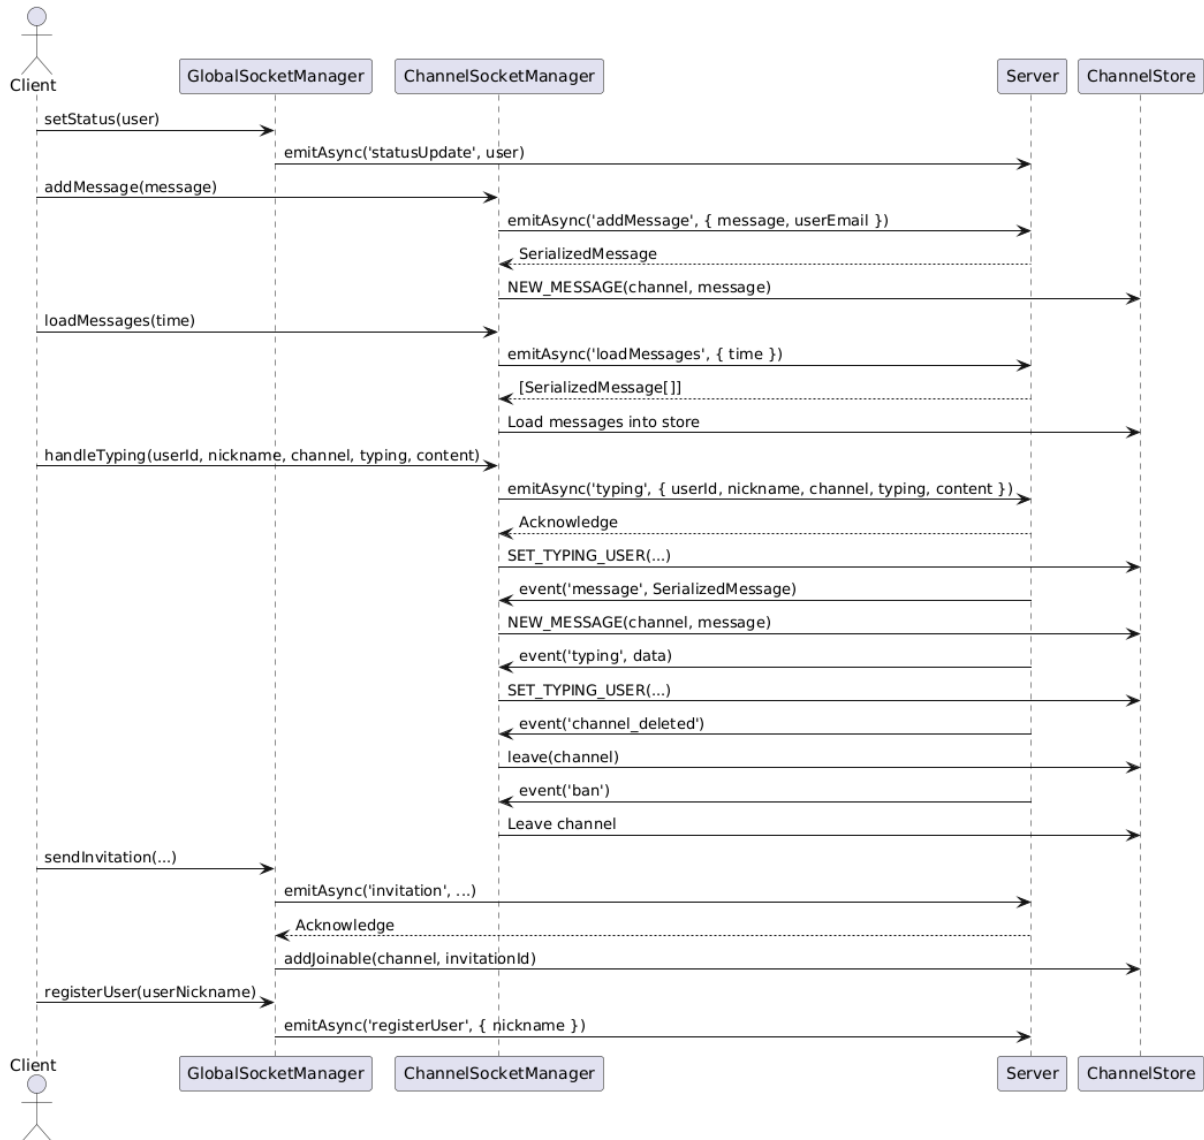 Client
GlobalSocketManager
ChannelSocketManager
Server
ChannelStore
setStatus(user)
emitAsync('statusUpdate', user)
addMessage(message)
emitAsync('addMessage', { message, userEmail })
SerializedMessage
NEW_MESSAGE(channel, message)
loadMessages(time)
emitAsync('loadMessages', { time })
[SerializedMessage[]]
Load messages into store
handleTyping(userId, nickname, channel, typing, content)
emitAsync('typing', { userId, nickname, channel, typing, content })
Acknowledge
SET_TYPING_USER(...)
event('message', SerializedMessage)
NEW_MESSAGE(channel, message)
event('typing', data)
SET_TYPING_USER(...)
event('channel_deleted')
leave(channel)
event('ban')
Leave channel
sendInvitation(...)
emitAsync('invitation', ...)
Acknowledge
addJoinable(channel, invitationId)
registerUser(userNickname)
emitAsync('registerUser', { nickname })
Client
GlobalSocketManager
ChannelSocketManager
Server
ChannelStore